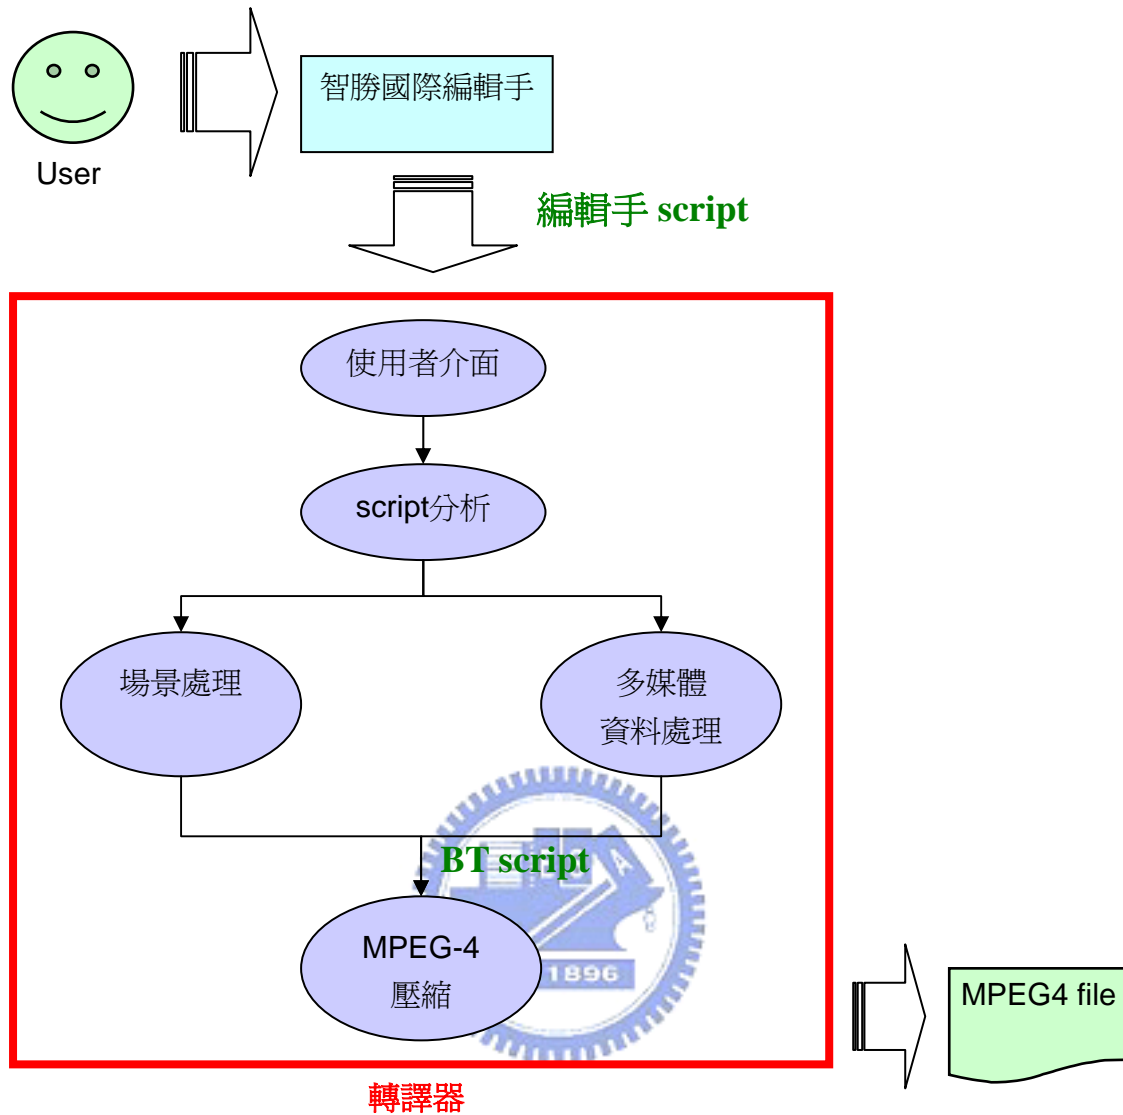 智勝國際編輯手
User
編輯手 script
使用者介面
script分析
場景處理
多媒體
資料處理
BT script
MPEG-4
壓縮
1896
MPEG4 file
轉譯器